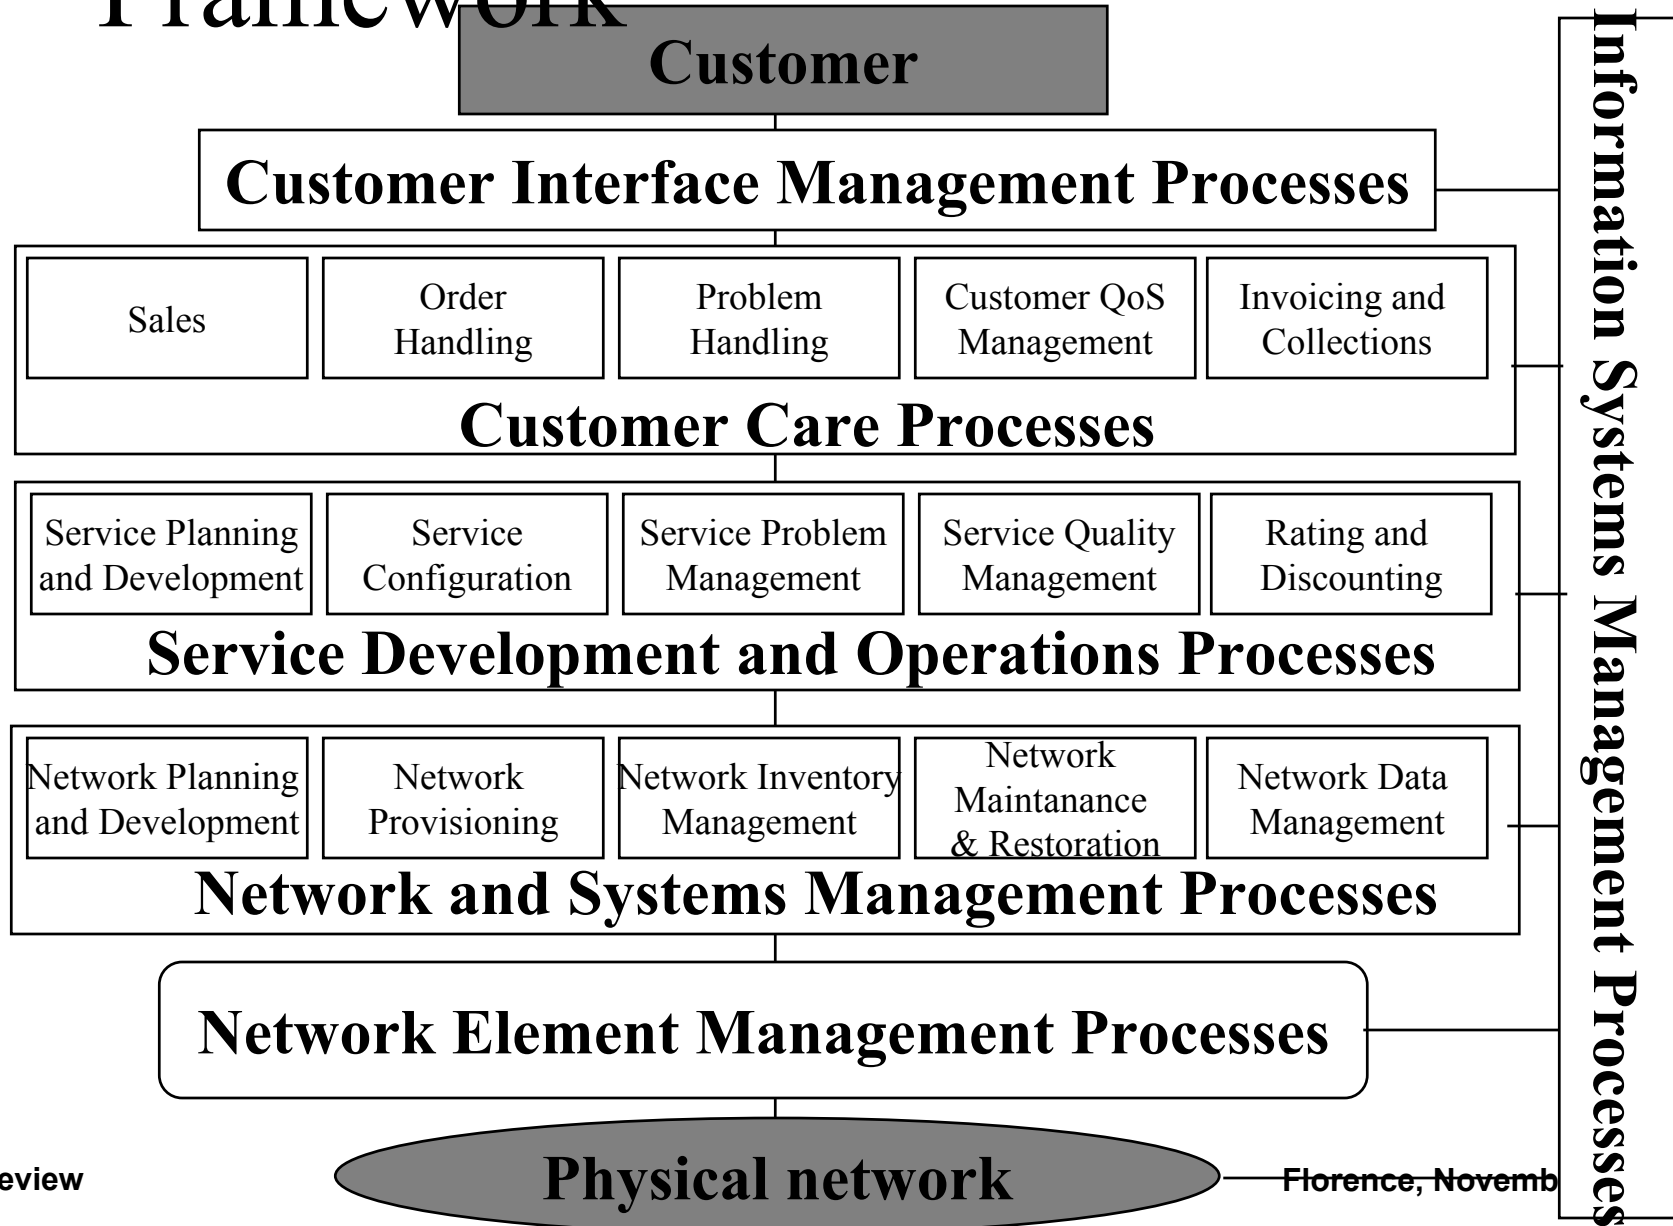 Framework
Customer
Customer Interface Management Processes
Sales
Order
Handling
Problem
Handling
Customer QoS
Management
Invoicing and
Collections
Customer Care Processes
Service Planning
and Development
Service
Configuration
Service Problem
Management
Service Quality
Management
Rating and
Discounting
Service Development and Operations Processes
Network Planning
and Development
Network
Provisioning
Network Inventory
Management
Network
Maintanance
& Restoration
Network Data
Management
Network and Systems Management Processes
Network Element Management Processes
Physical network
Information Systems Management Processes
eview
Florence, Novemb